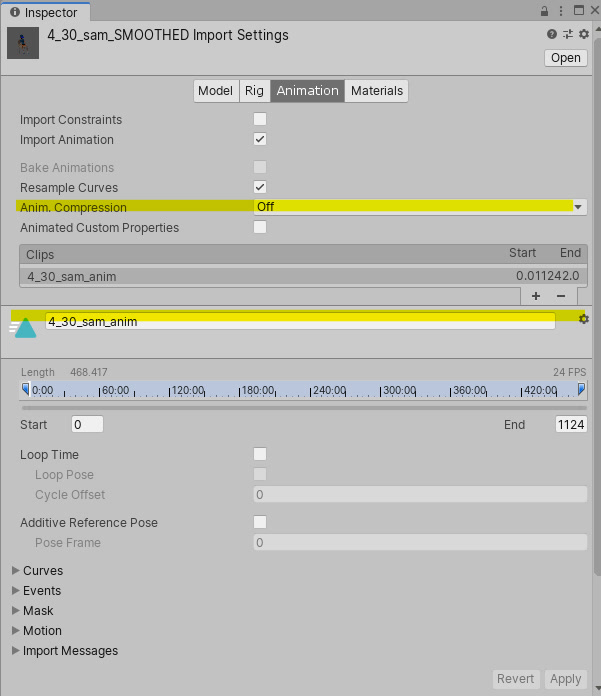 Inspector
4_30_sam_SMOOTHED Import Settings
Open
Model Rig Animation Materials
Import Constraints
Import Animation
Bake Animations
Resample Curves
Anim. Compression Off
Animated Custom Properties
Clips Start End
4_30_sam_anim 0.011242.0
+ −
4_30_sam_anim
Length 468.417 24 FPS
0:00 60:00 120:00 180:00 240:00 300:00 360:00 420:00
Start 0 End 1124
Loop Time
Loop Pose
Cycle Offset 0
Additive Reference Pose
Pose Frame 0
Curves
Events
Mask
Motion
Import Messages
Revert Apply